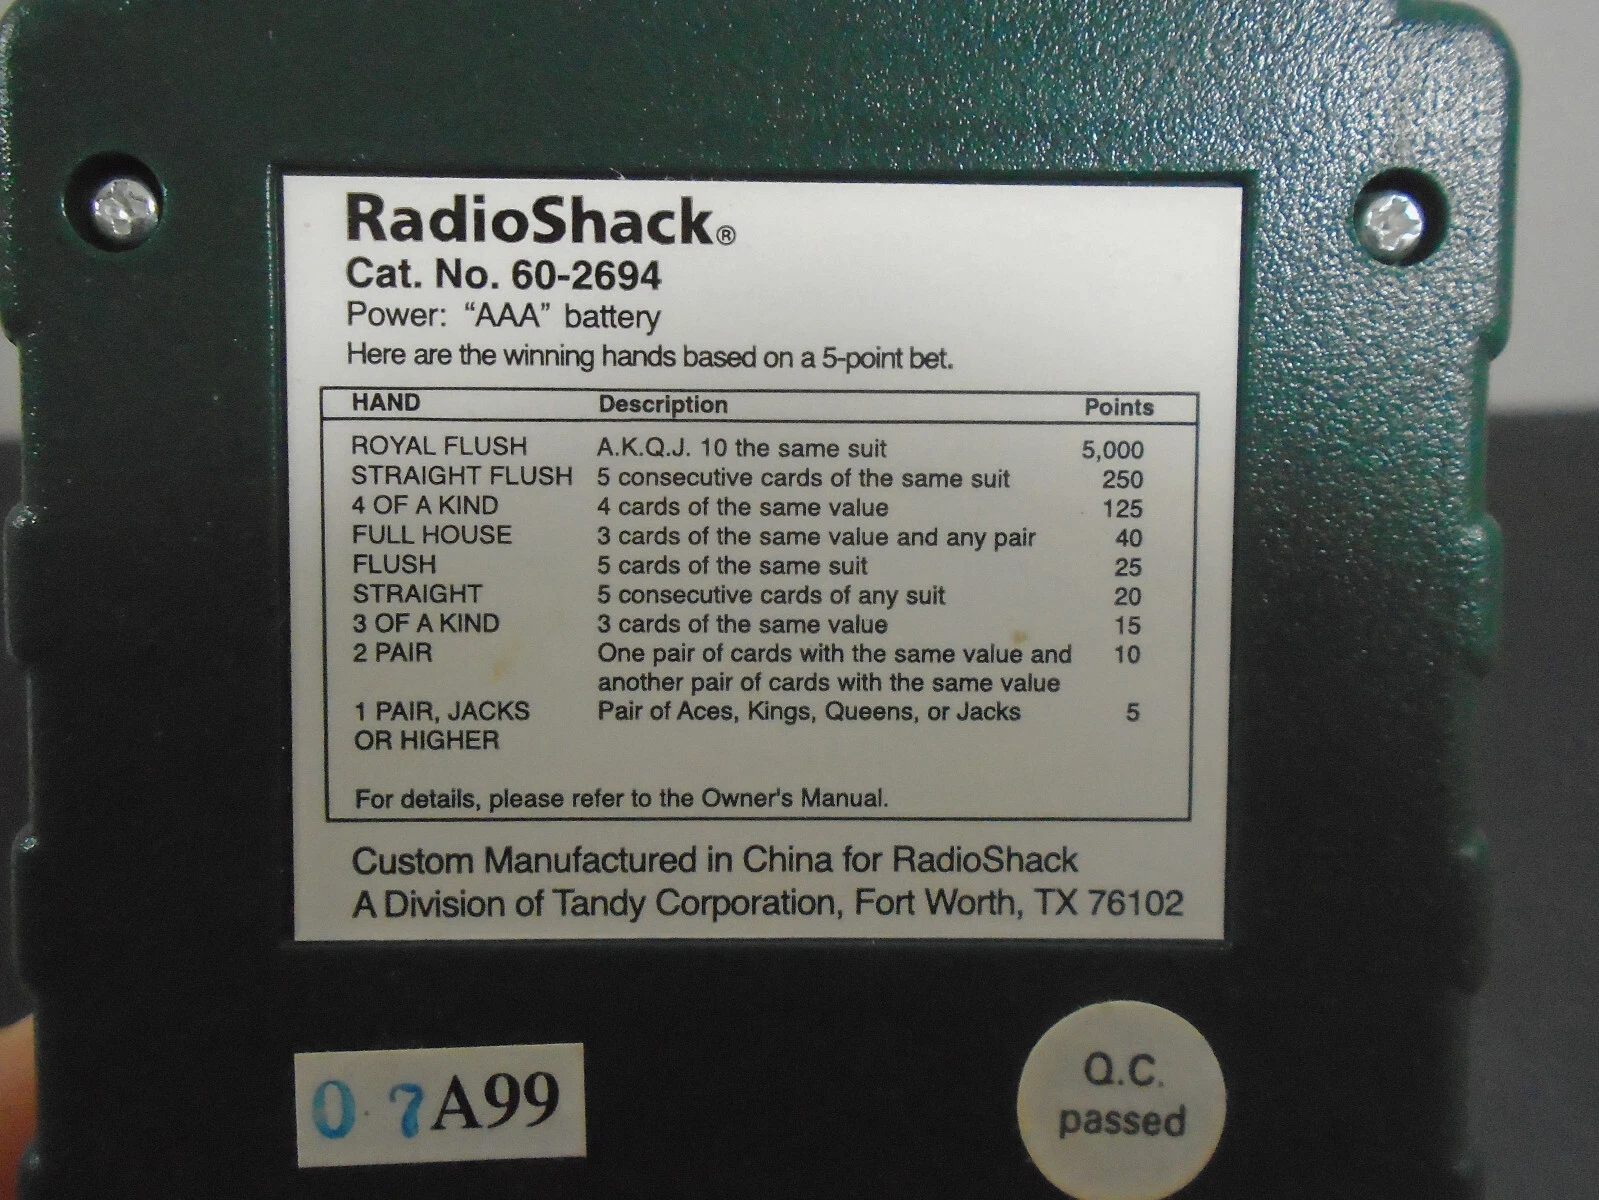 RadioShack®
Cat. No. 60-2694
Power: “AAA” battery
Here are the winning hands based on a 5-point bet.
HAND Description Points
ROYAL FLUSH A.K.Q.J. 10 the same suit 5,000
STRAIGHT FLUSH 5 consecutive cards of the same suit 250
4 OF A KIND 4 cards of the same value 125
FULL HOUSE 3 cards of the same value and any pair 40
FLUSH 5 cards of the same suit 25
STRAIGHT 5 consecutive cards of any suit 20
3 OF A KIND 3 cards of the same value 15
2 PAIR One pair of cards with the same value and 10
another pair of cards with the same value
1 PAIR, JACKS Pair of Aces, Kings, Queens, or Jacks 5
OR HIGHER
For details, please refer to the Owner's Manual.
Custom Manufactured in China for RadioShack
A Division of Tandy Corporation, Fort Worth, TX 76102
07A99
Q.C.
passed